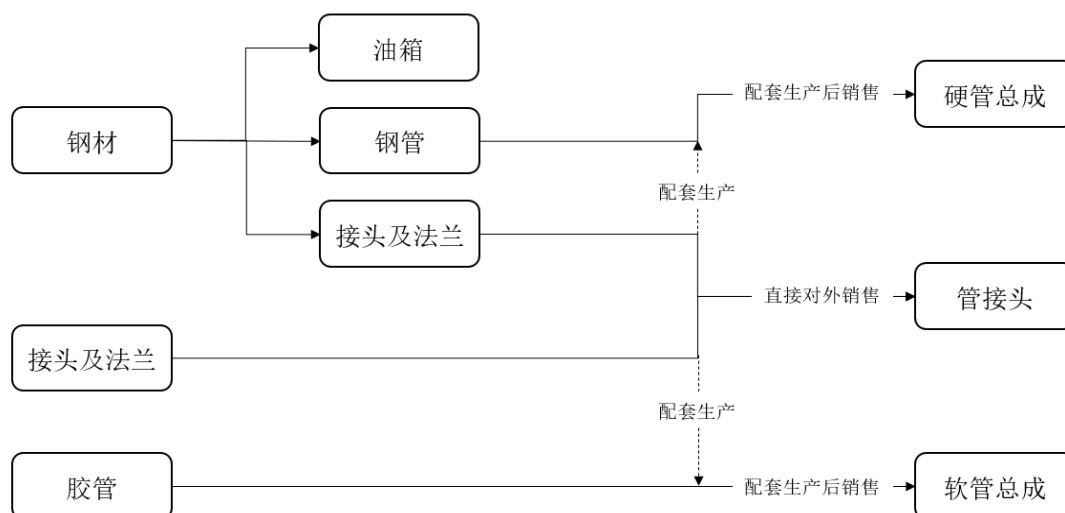 油箱
配套生产后销售
硬管总成
钢材
钢管
配套生产
接头及法兰
直接对外销售
管接头
接头及法兰
配套生产
胶管
配套生产后销售
软管总成